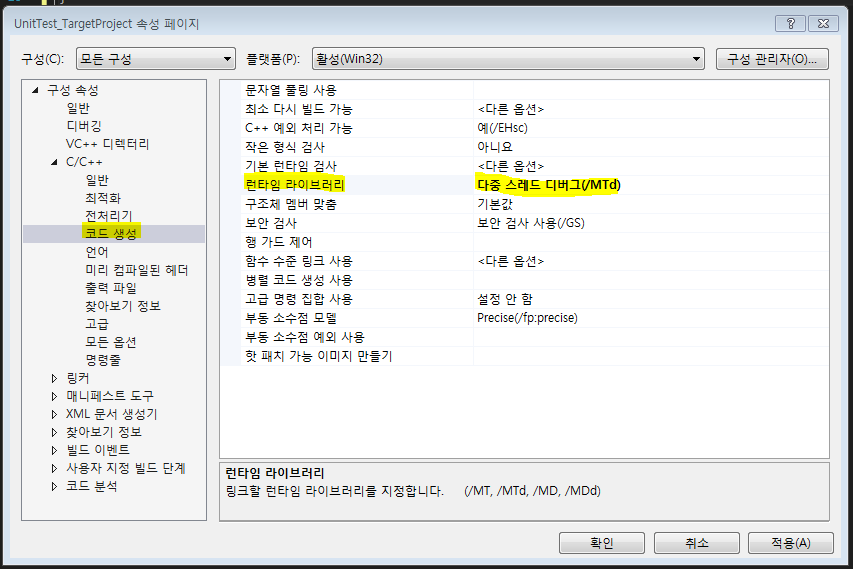 UnitTest_TargetProject 속성 페이지
구성(C): 모든 구성 플랫폼(P): 활성(Win32) 구성 관리자(O)...
구성 속성
일반
디버깅
VC++ 디렉터리
C/C++
일반
최적화
전처리기
코드 생성
언어
미리 컴파일된 헤더
출력 파일
찾아보기 정보
고급
모든 옵션
명령줄
링커
매니페스트 도구
XML 문서 생성기
찾아보기 정보
빌드 이벤트
사용자 지정 빌드 단계
코드 분석
문자열 풀링 사용
최소 다시 빌드 가능 <다른 옵션>
C++ 예외 처리 가능 예(/EHsc)
작은 형식 검사 아니요
기본 런타임 검사 <다른 옵션>
런타임 라이브러리 다중 스레드 디버그(/MTd)
구조체 멤버 맞춤 기본값
보안 검사 보안 검사 사용(/GS)
행 가드 제어
함수 수준 링크 사용 <다른 옵션>
병렬 코드 생성 사용
고급 명령 집합 사용 설정 안 함
부동 소수점 모델 Precise(/fp:precise)
부동 소수점 예외 사용
핫 패치 가능 이미지 만들기
런타임 라이브러리
링크할 런타임 라이브러리를 지정합니다. (/MT, /MTd, /MD, /MDd)
확인 취소 적용(A)